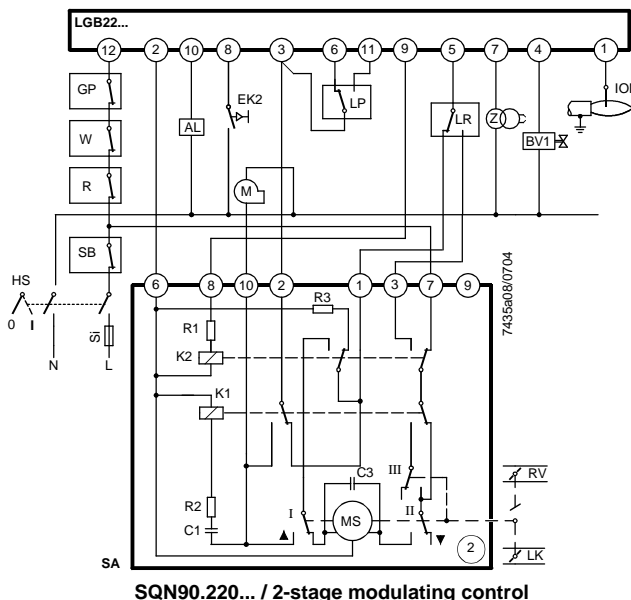 LGB22...
12 2 10 8 3 6 11 9 5 7 4 1
GP
EK2
LP
ION
W
AL
LR
Z
BV1
R
M
SB
HS
0 I
Si
N L
6 8 10 2 1 3 7 9
7435a08/0704
R3
R1
K2
K1
C3
III
RV
R2
I
MS
II
C1
2
SA
LK
SQN90.220... / 2-stage modulating control